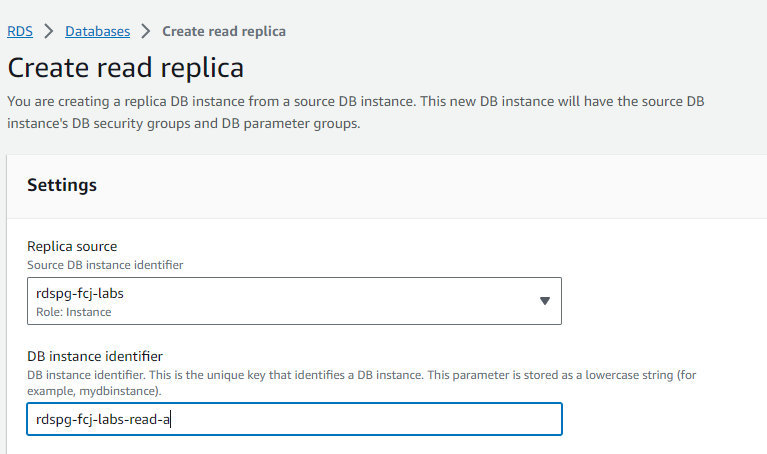 RDS > Databases > Create read replica
Create read replica
You are creating a replica DB instance from a source DB instance. This new DB instance will have the source DB
instance's DB security groups and DB parameter groups.
Settings
Replica source
Source DB instance identifier
rdspg-fcj-labs
Role: Instance
DB instance identifier
DB instance identifier. This is the unique key that identifies a DB instance. This parameter is stored as a lowercase string (for
example, mydbinstance).
rdspg-fcj-labs-read-a